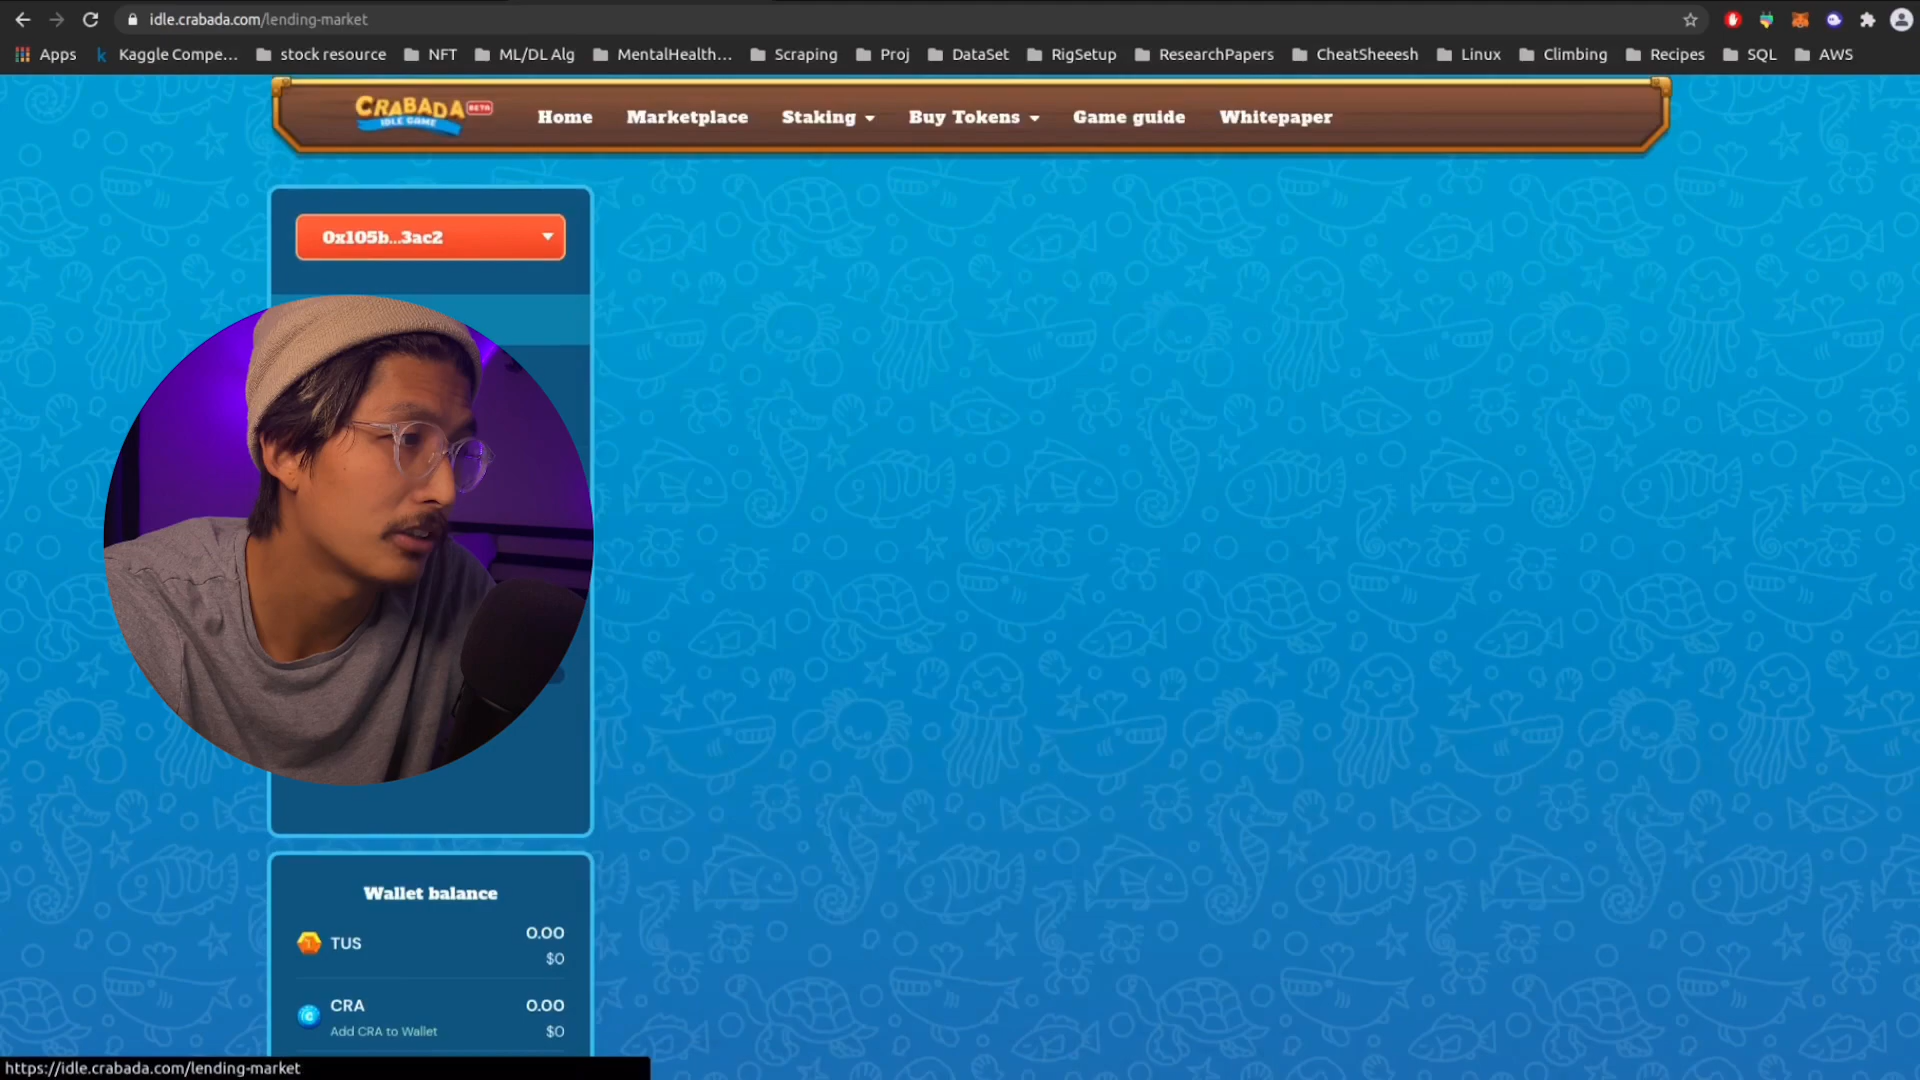 idle.crabada.com/lending-market
Apps
Kaggle Compe...
stock resource
NFT
ML/DL Alg
MentalHealth...
Scraping
Proj
DataSet
RigSetup
ResearchPapers
CheatSheeesh
Linux
Climbing
Recipes
SQL
AWS
CRABADA BETA
IDLE GAME
Home
Marketplace
Staking
Buy Tokens
Game guide
Whitepaper
0x105b...3ac2
Wallet balance
TUS
0.00
$0
CRA
0.00
Add CRA to Wallet
$0
https://idle.crabada.com/lending-market